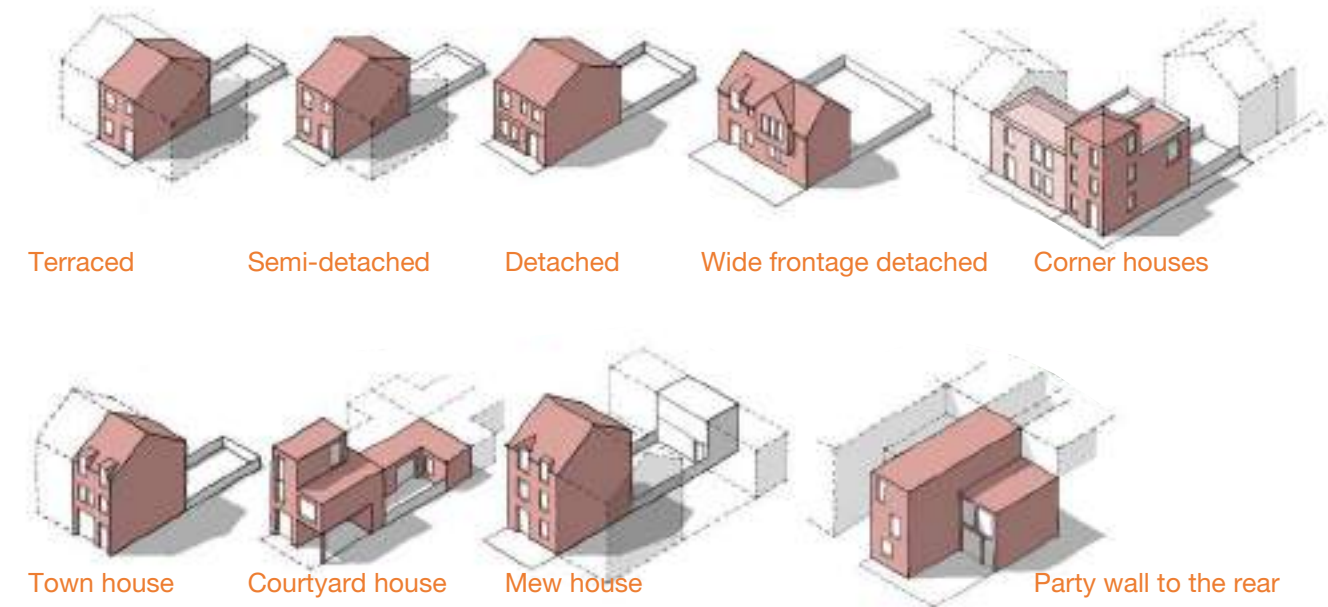 Terraced
Semi-detached
Detached
Wide frontage detached
Corner houses
Town house
Courtyard house
Mew house
Party wall to the rear